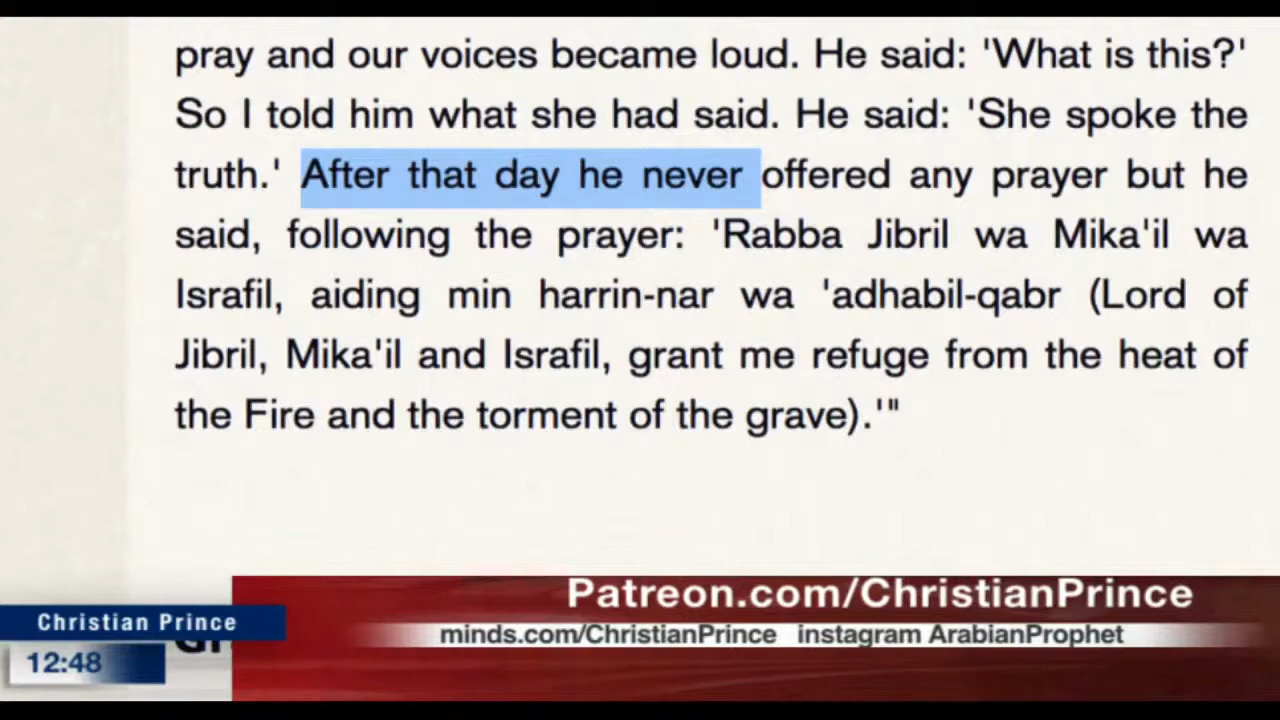 pray and our voices became loud. He said: 'What is this?'
So I told him what she had said. He said: 'She spoke the
truth.' After that day he never offered any prayer but he
said, following the prayer: 'Rabba Jibril wa Mika'il wa
Israfil, aiding min harrin-nar wa 'adhabil-qabr (Lord of
Jibril, Mika'il and Israfil, grant me refuge from the heat of
the Fire and the torment of the grave).'"
Patreon.com/ChristianPrince
Christian Prince
minds.com/ChristianPrince instagram ArabianProphet
12:48